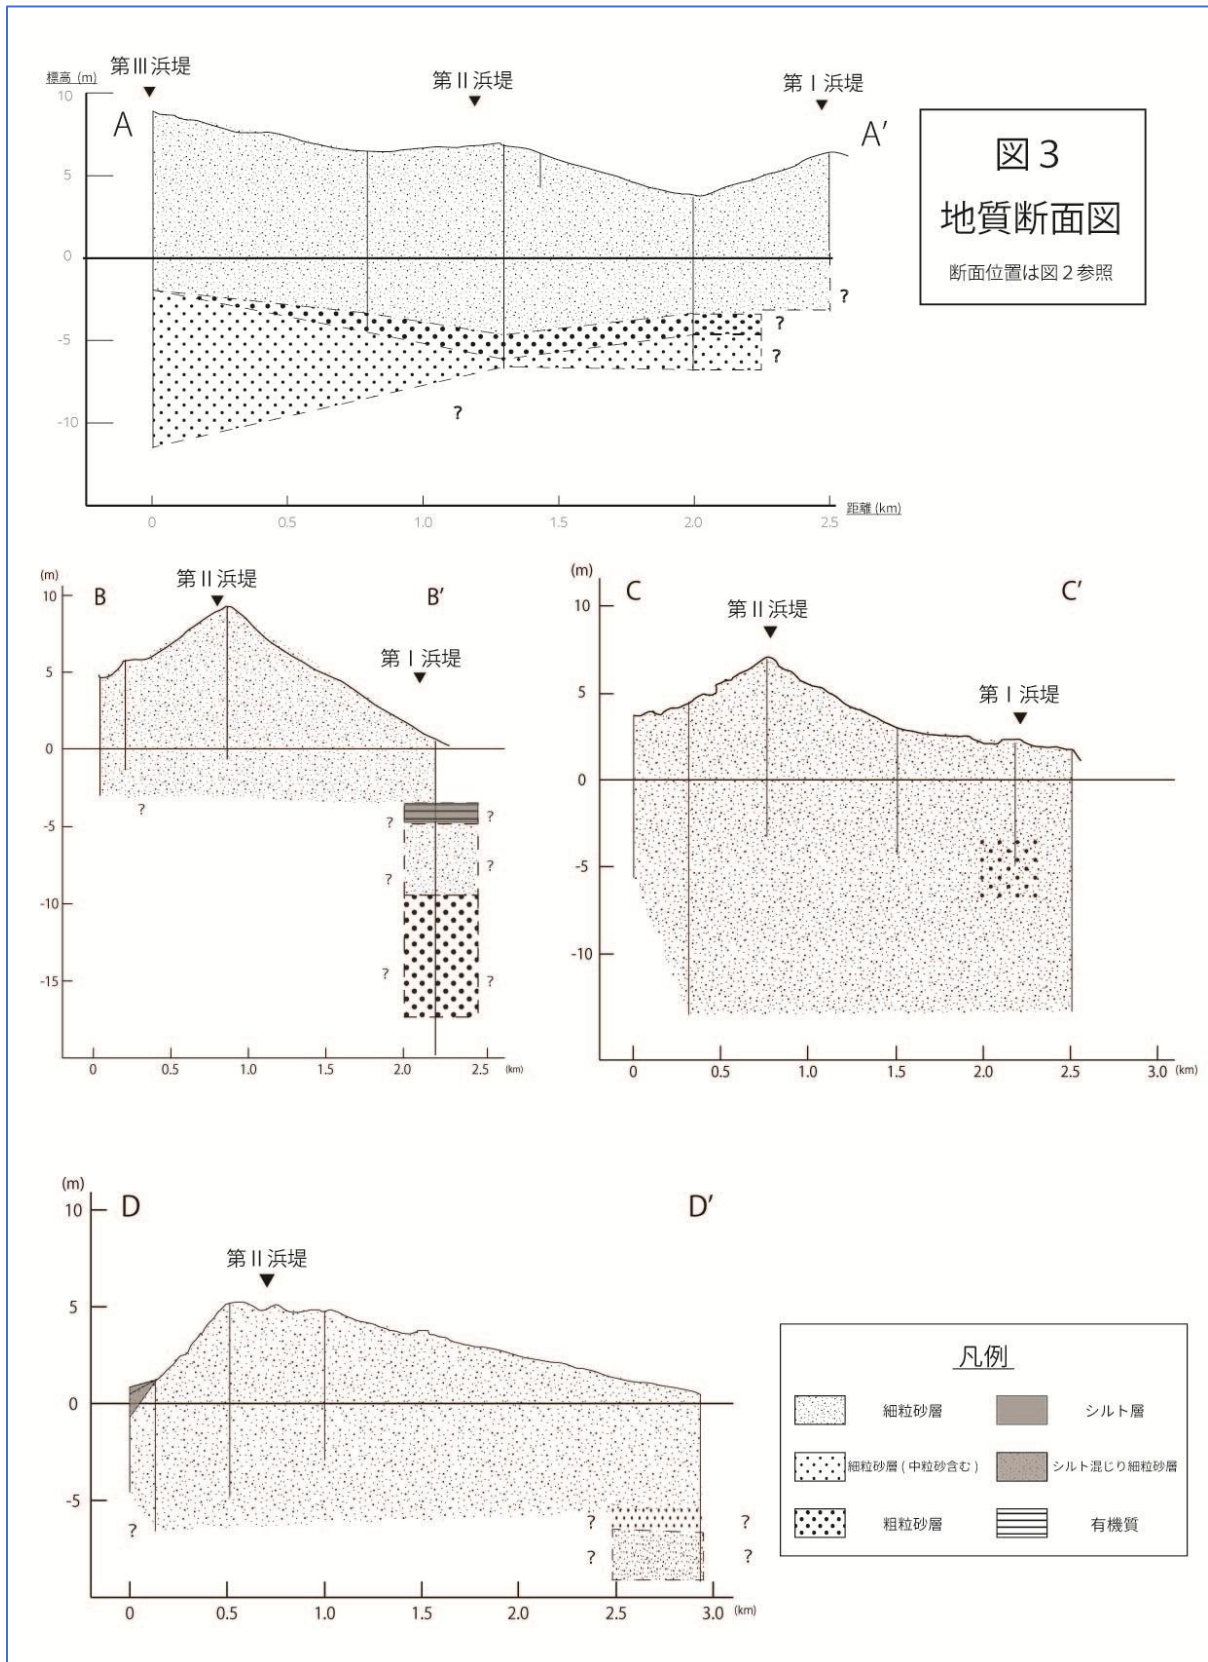 第Ⅲ浜堤
第Ⅱ浜堤
第Ⅰ浜堤
標高 (m)
10
5
0
-5
-10
A
A′
?
?
?
?
0
0.5
1.0
1.5
2.0
2.5
距離 (km)
図3
地質断面図
断面位置は図2参照
(m)
10
5
0
-5
-10
-15
B
第Ⅱ浜堤
B′
第Ⅰ浜堤
?
?
?
?
?
?
?
0
0.5
1.0
1.5
2.0
2.5
(km)
(m)
10
5
0
-5
-10
C
C′
第Ⅱ浜堤
第Ⅰ浜堤
0
0.5
1.0
1.5
2.0
2.5
3.0
(km)
(m)
10
5
0
-5
D
D′
第Ⅱ浜堤
?
?
?
?
?
0
0.5
1.0
1.5
2.0
2.5
3.0
(km)
凡例
細粒砂層
シルト層
細粒砂層 ( 中粒砂含む )
シルト混じり細粒砂層
粗粒砂層
有機質